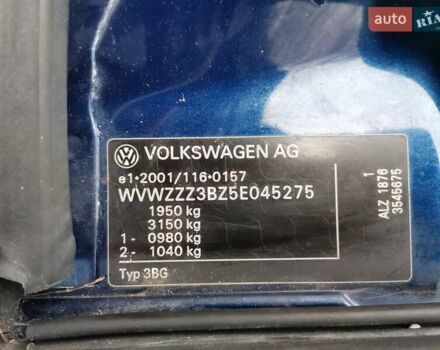 auto RIA
VOLKSWAGEN AG
e1*2001/116*0157
WVWZZZ3BZ5E045275
1950 kg
3150 kg
1- 0980 kg
2- 1040 kg
Typ 3BG
1
ALZ 1876
3545675